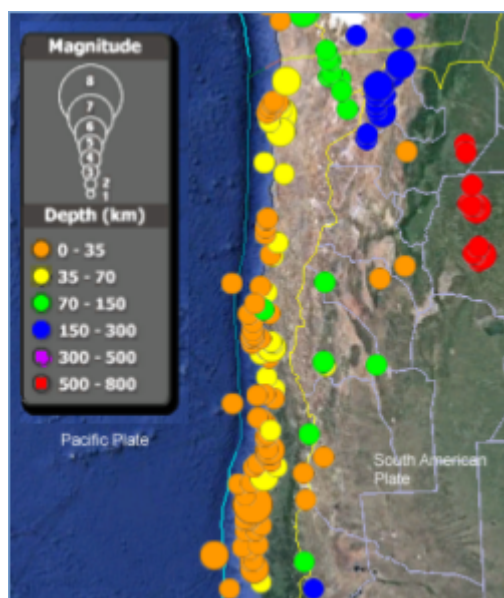 Magnitude
8
7
6
5
4
3
2
1
Depth (km)
0 - 35
35 - 70
70 - 150
150 - 300
300 - 500
500 - 800
Pacific Plate
South American
Plate